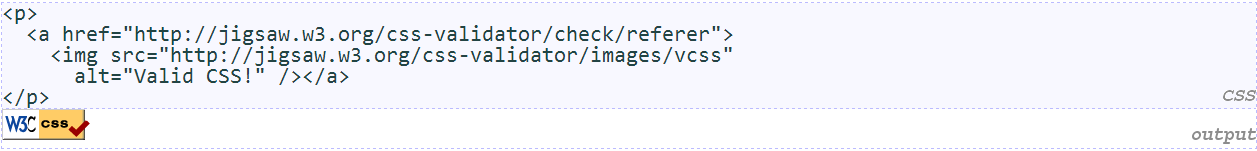 <p>
  <a href="http://jigsaw.w3.org/css-validator/check/referer">
    <img src="http://jigsaw.w3.org/css-validator/images/vcss"
      alt="Valid CSS!" /></a>
</p>
CSS
W3C css
output